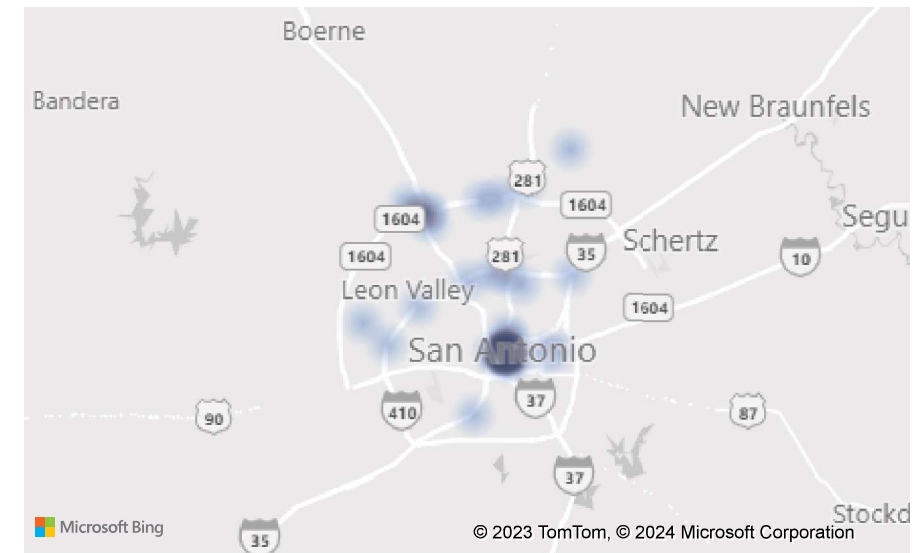 Boerne
Bandera
New Braunfels
281
1604
1604
Segu
Schertz
281
35
10
1604
Leon Valley
1604
San Antonio
37
410
90
87
37
Stockd
Microsoft Bing
35
© 2023 TomTom, © 2024 Microsoft Corporation